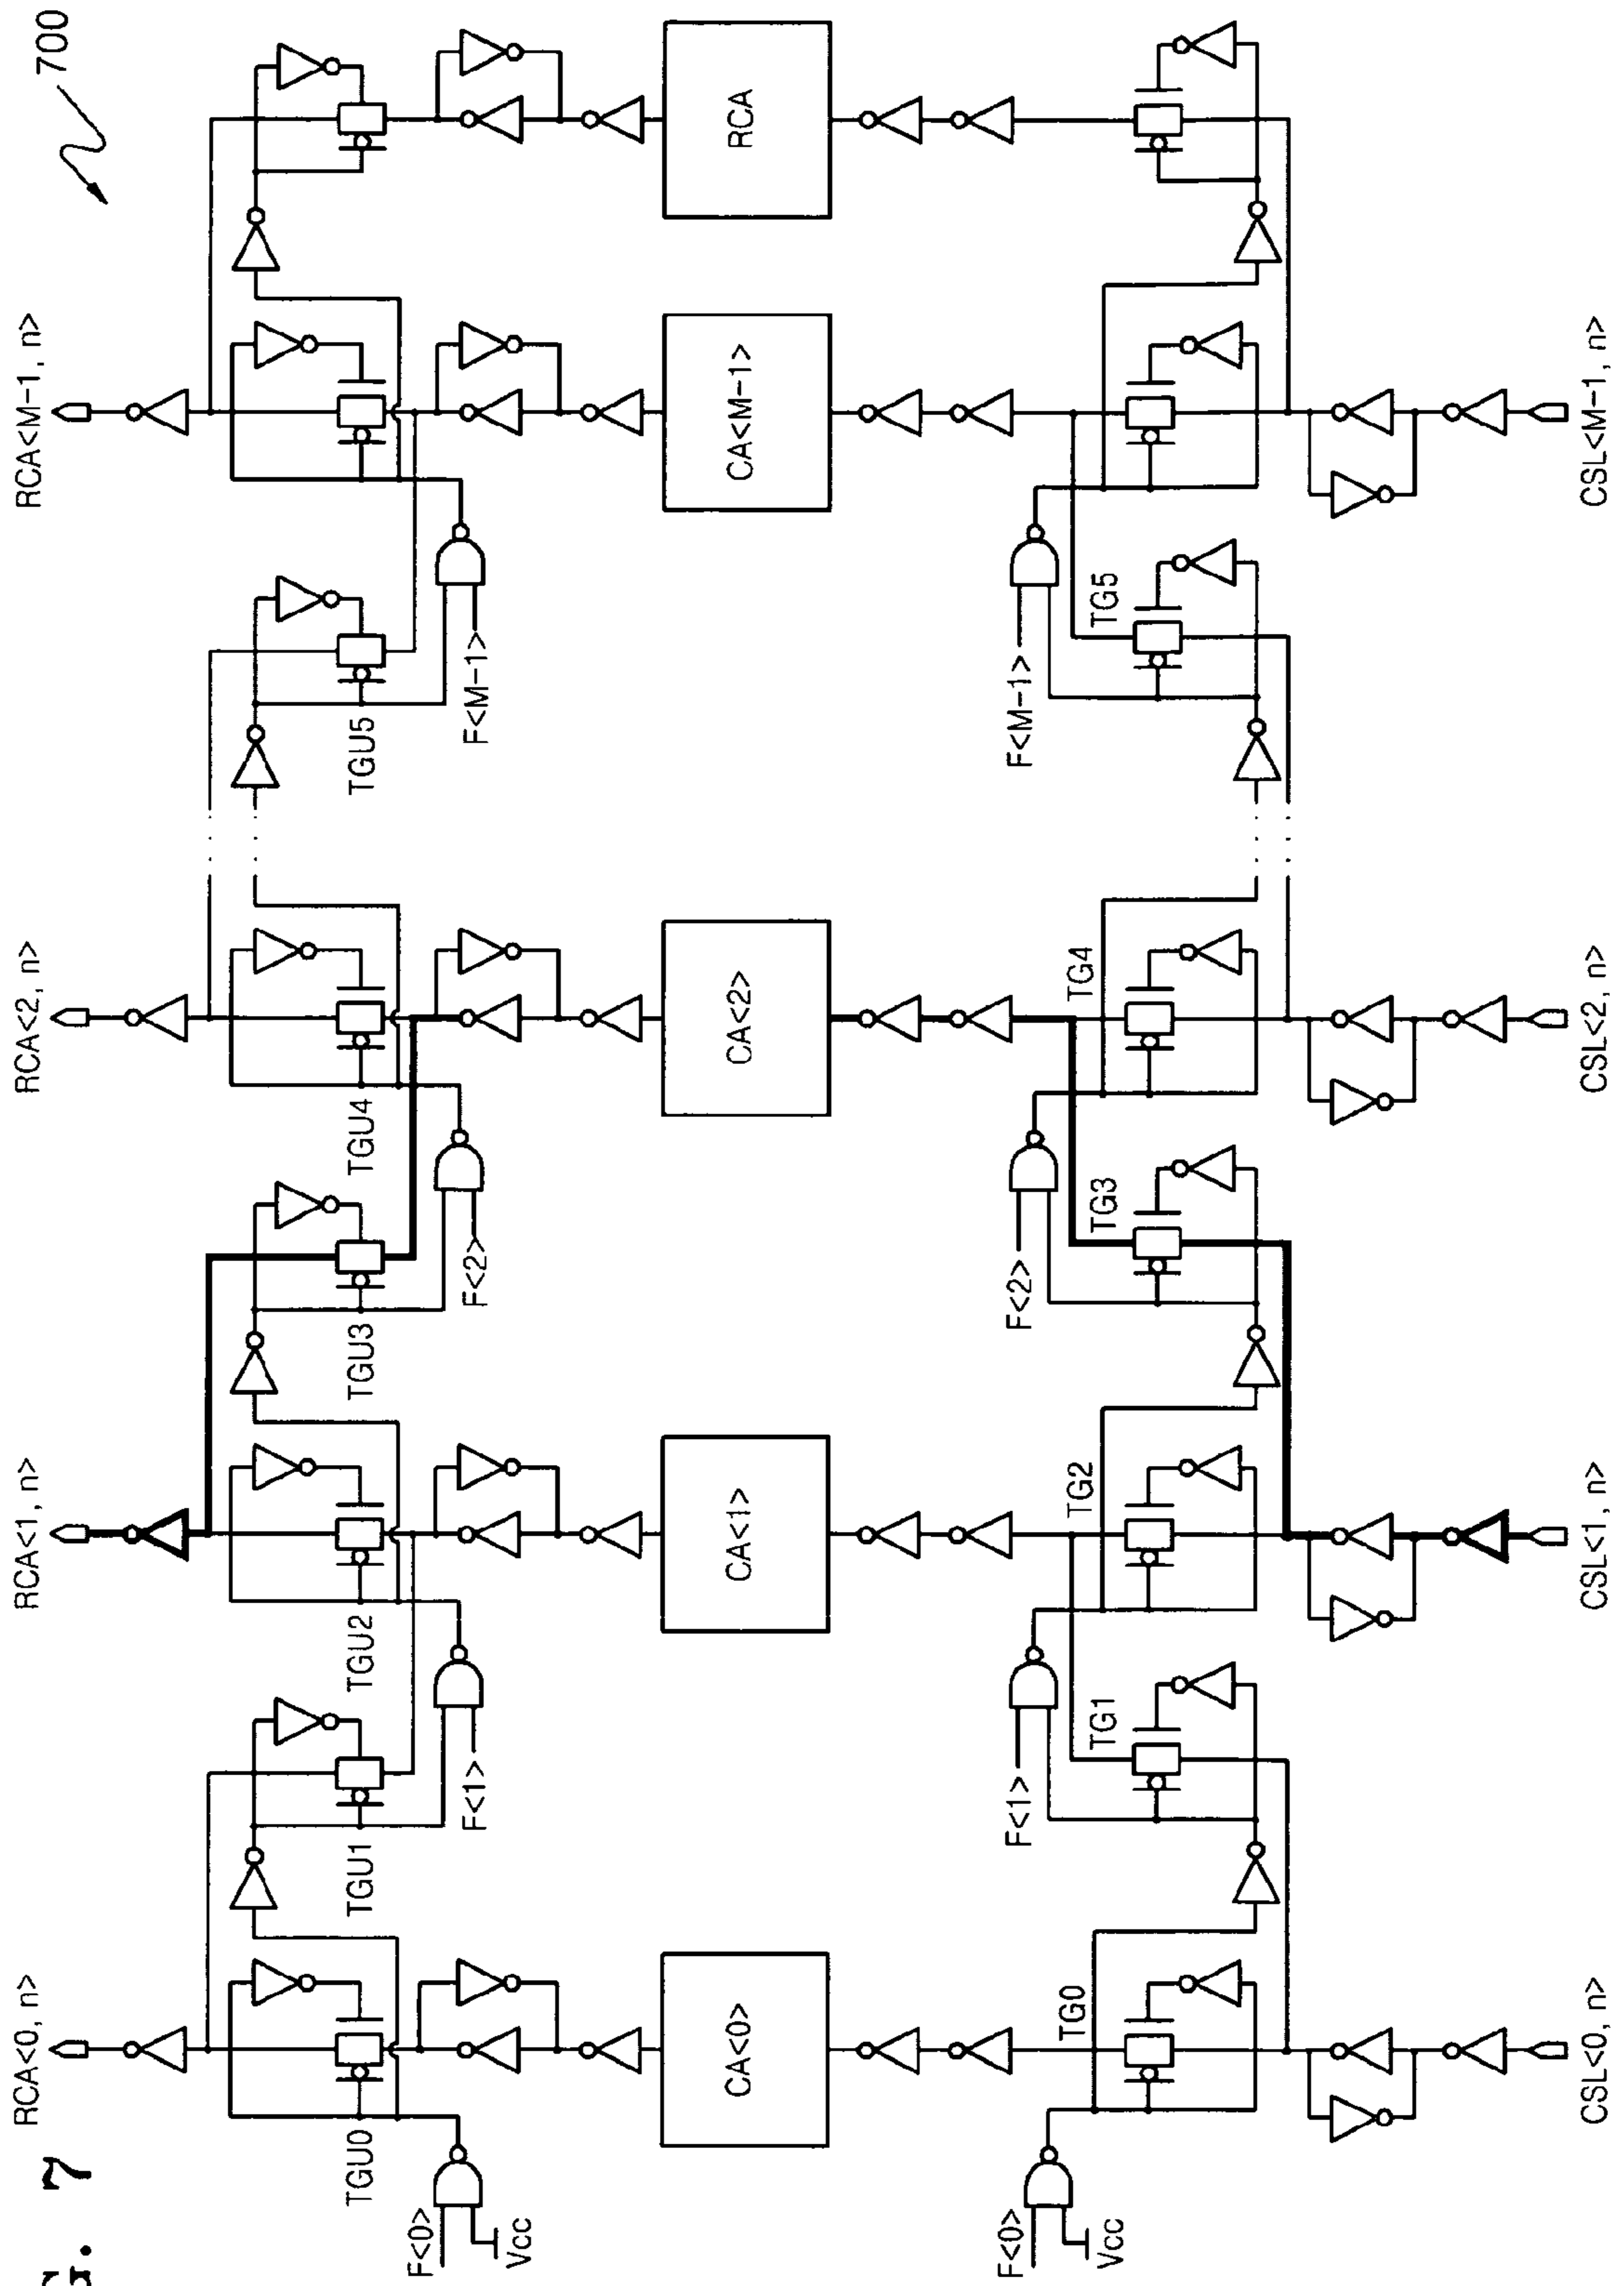 G. 7
700
RCA<0, n>
RCA<1, n>
RCA<2, n>
RCA<M-1, n>
TGU0
TGU1
TGU2
TGU3
TGU4
TGU5
F<0>
Vcc
F<1>
F<2>
F<M-1>
CA<0>
CA<1>
CA<2>
CA<M-1>
RCA
F<0>
Vcc
TG0
F<1>
TG1
TG2
F<2>
TG3
TG4
F<M-1>
TG5
CSL<0, n>
CSL<1, n>
CSL<2, n>
CSL<M-1, n>